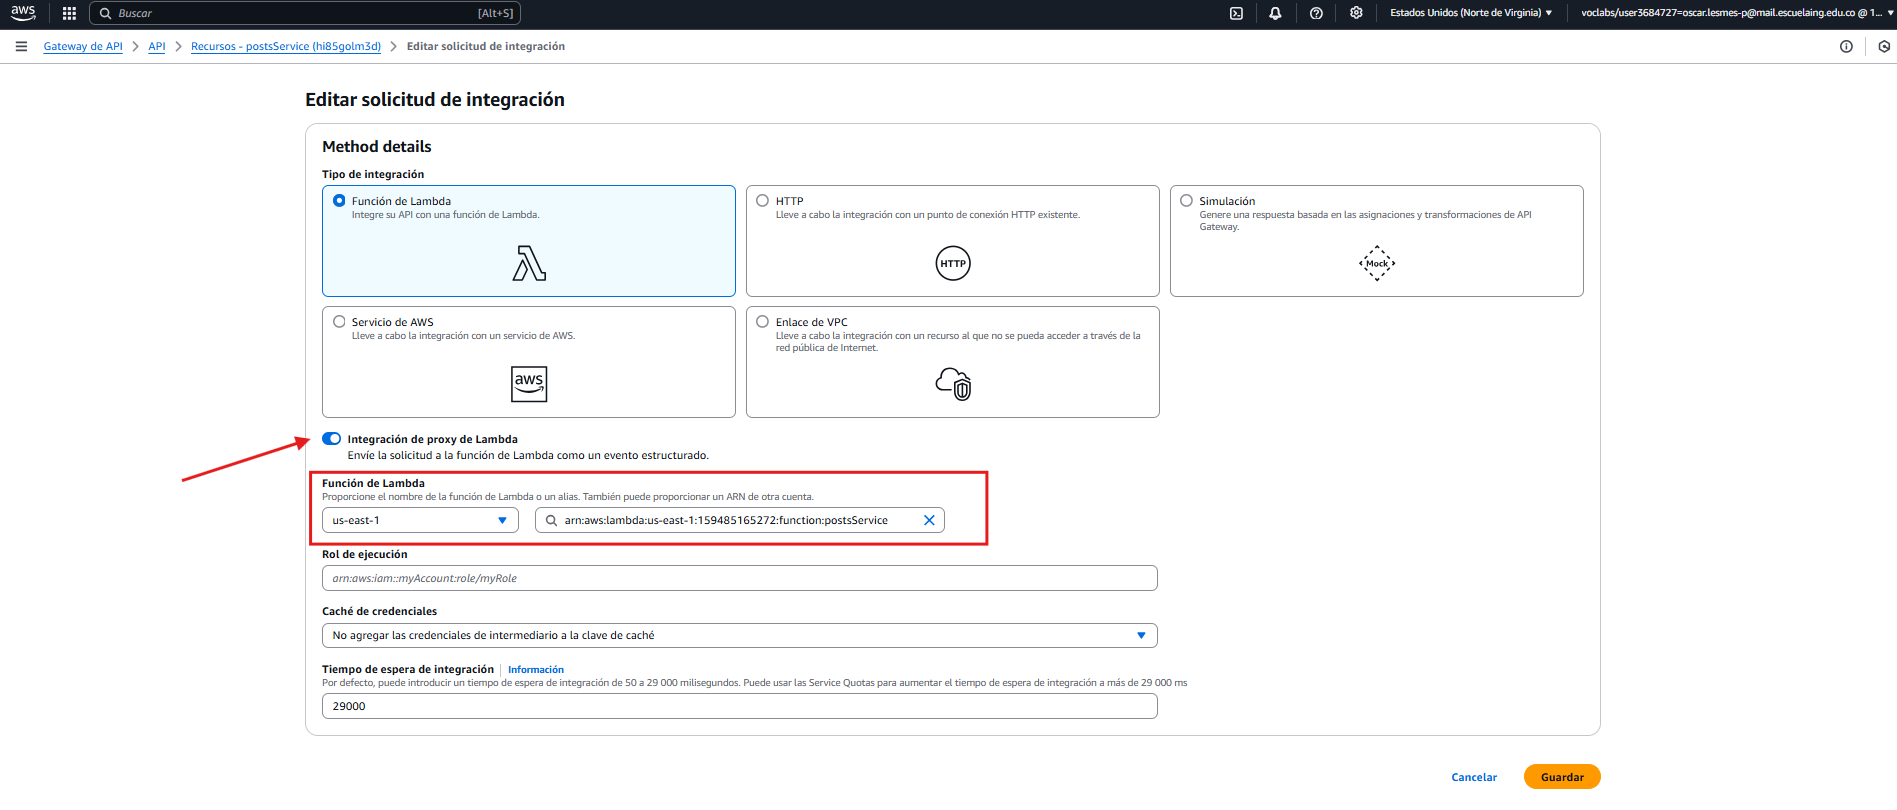 aws
Buscar
[Alt+S]
Estados Unidos (Norte de Virginia)
voclabs/user3684727=oscar.lesmes-p@mail.escuelaing.edu.co @ 1...
Gateway de API
API
Recursos - postsService (hi85golm3d)
Editar solicitud de integración
Editar solicitud de integración
Method details
Tipo de integración
Función de Lambda
Integre su API con una función de Lambda.
HTTP
Lleve a cabo la integración con un punto de conexión HTTP existente.
HTTP
Simulación
Genere una respuesta basada en las asignaciones y transformaciones de API
Gateway.
Mock
Servicio de AWS
Lleve a cabo la integración con un servicio de AWS.
aws
Enlace de VPC
Lleve a cabo la integración con un recurso al que no se pueda acceder a través de la
red pública de Internet.
Integración de proxy de Lambda
Envíe la solicitud a la función de Lambda como un evento estructurado.
Función de Lambda
Proporcione el nombre de la función de Lambda o un alias. También puede proporcionar un ARN de otra cuenta.
us-east-1
arn:aws:lambda:us-east-1:159485165272:function:postsService
Rol de ejecución
arn:aws:iam::myAccount:role/myRole
Caché de credenciales
No agregar las credenciales de intermediario a la clave de caché
Tiempo de espera de integración
Información
Por defecto, puede introducir un tiempo de espera de integración de 50 a 29 000 milisegundos. Puede usar las Service Quotas para aumentar el tiempo de espera de integración a más de 29 000 ms
29000
Cancelar
Guardar